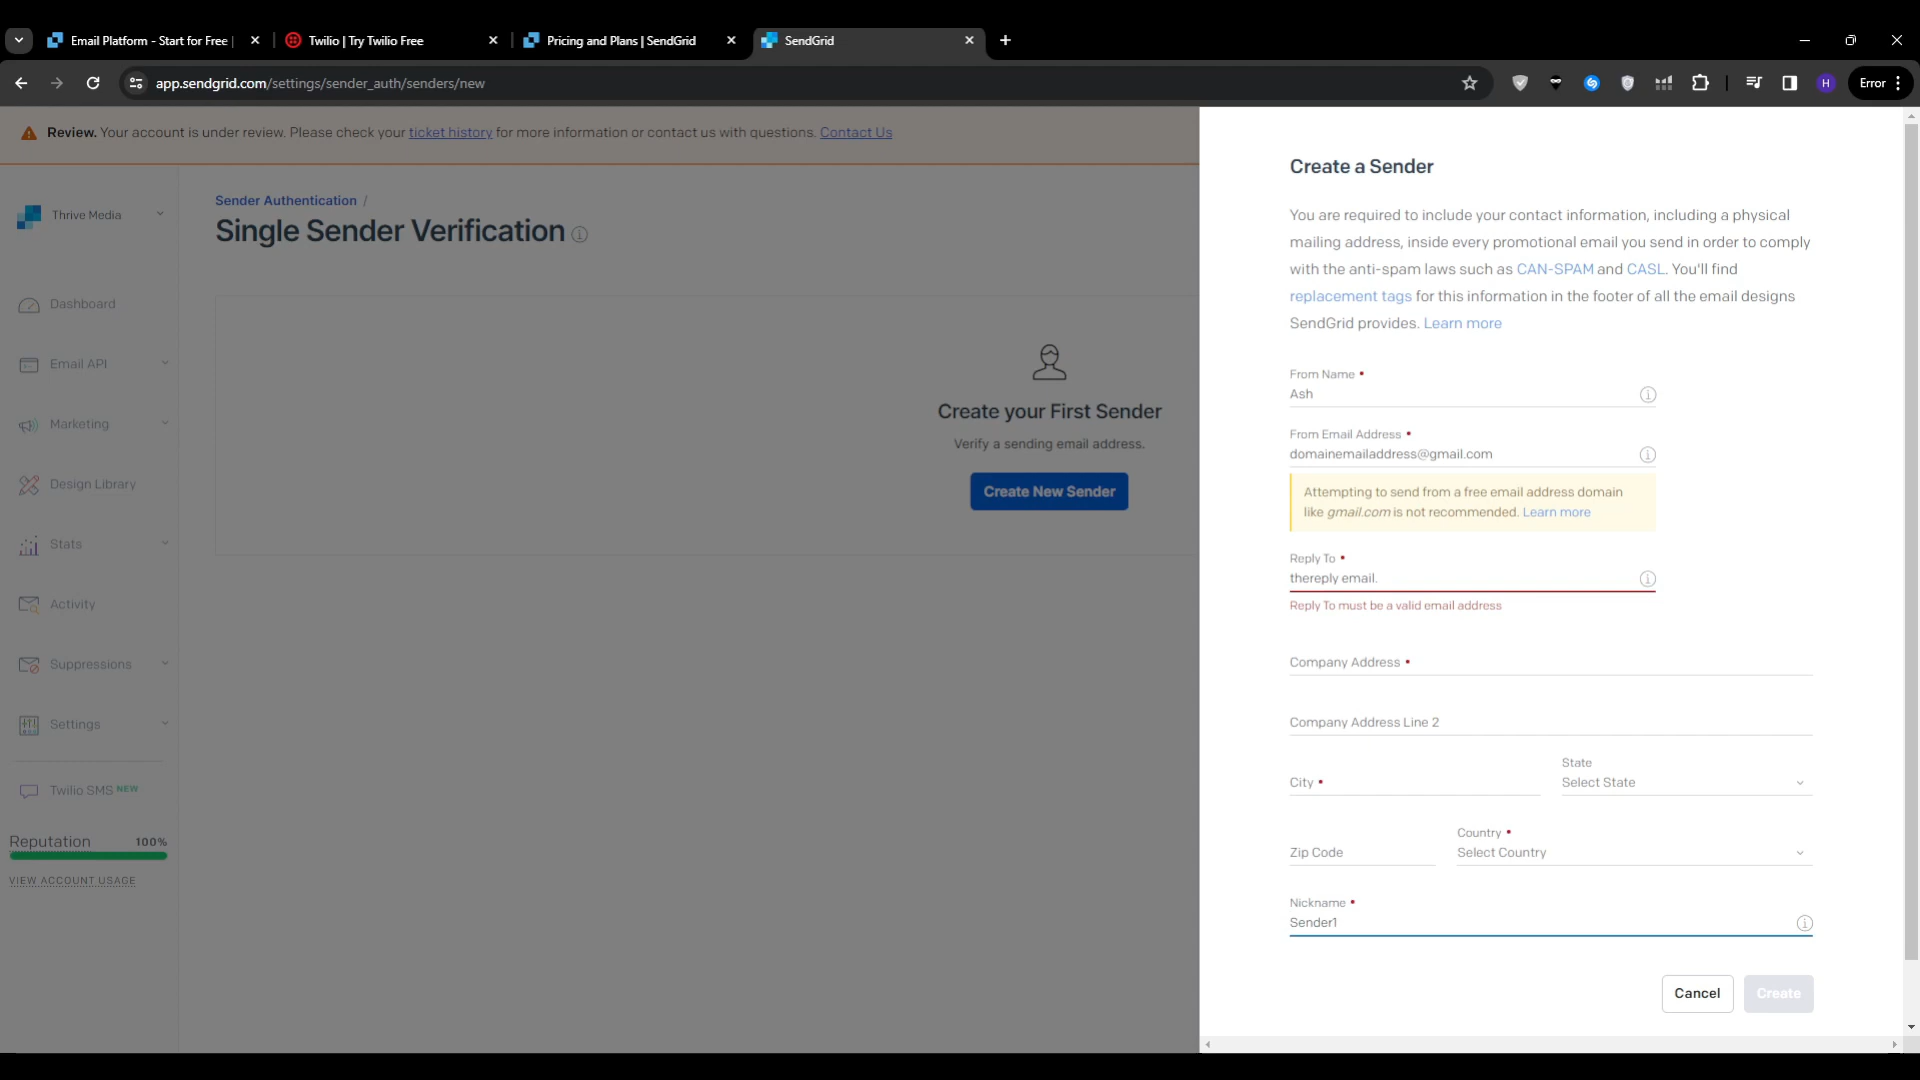 Email Platform - Start for Free |
Twilio | Try Twilio Free
Pricing and Plans | SendGrid
SendGrid
app.sendgrid.com/settings/sender_auth/senders/new
H
Error
Review. Your account is under review. Please check your ticket history for more information or contact us with questions. Contact Us
Thrive Media
Dashboard
Email API
Marketing
Design Library
Stats
Activity
Suppressions
Settings
Twilio SMS NEW
Reputation 100%
VIEW ACCOUNT USAGE
Sender Authentication /
Single Sender Verification
Create your First Sender
Verify a sending email address.
Create New Sender
Create a Sender
You are required to include your contact information, including a physical
mailing address, inside every promotional email you send in order to comply
with the anti-spam laws such as CAN-SPAM and CASL. You'll find
replacement tags for this information in the footer of all the email designs
SendGrid provides. Learn more
From Name •
Ash
From Email Address •
domainemailaddress@gmail.com
Attempting to send from a free email address domain
like gmail.com is not recommended. Learn more
Reply To •
thereply email.
Reply To must be a valid email address
Company Address •
Company Address Line 2
State
City • Select State
Country •
Zip Code Select Country
Nickname •
Sender1
Cancel Create